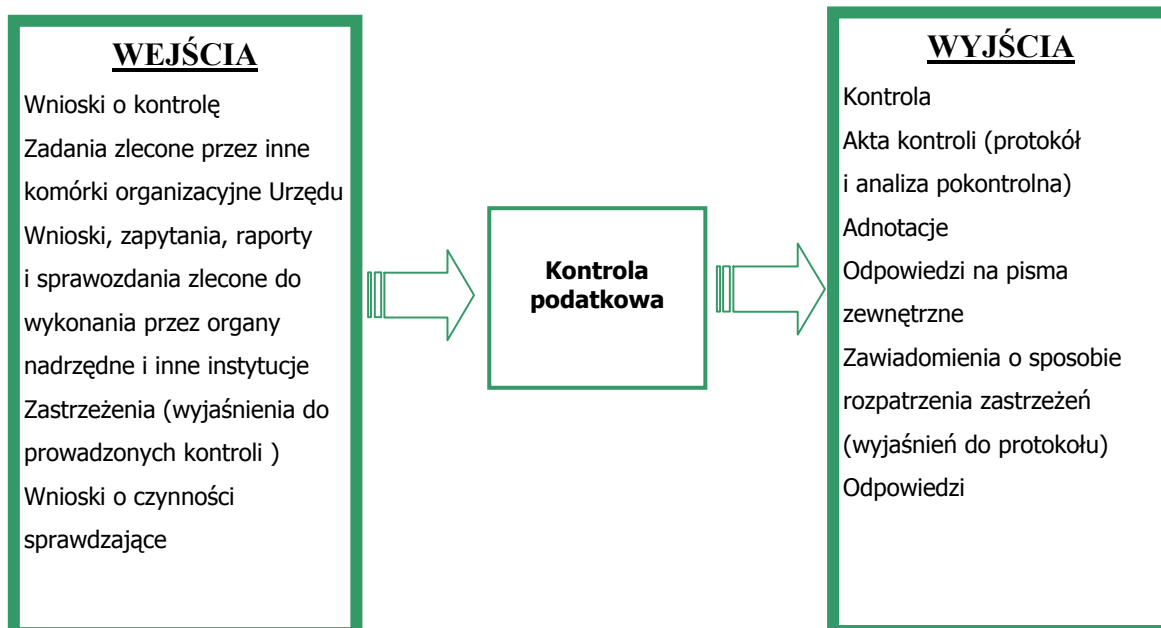 WEJŚCIA
Wnioski o kontrolę
Zadania zlecone przez inne
komórki organizacyjne Urzędu
Wnioski, zapytania, raporty
i sprawozdania zlecone do
wykonania przez organy
nadrzędne i inne instytucje
Zastrzeżenia (wyjaśnienia do
prowadzonych kontroli )
Wnioski o czynności
sprawdzające
Kontrola
podatkowa
WYJŚCIA
Kontrola
Akta kontroli (protokół
i analiza pokontrolna)
Adnotacje
Odpowiedzi na pisma
zewnętrzne
Zawiadomienia o sposobie
rozpatrzenia zastrzeżeń
(wyjaśnień do protokołu)
Odpowiedzi